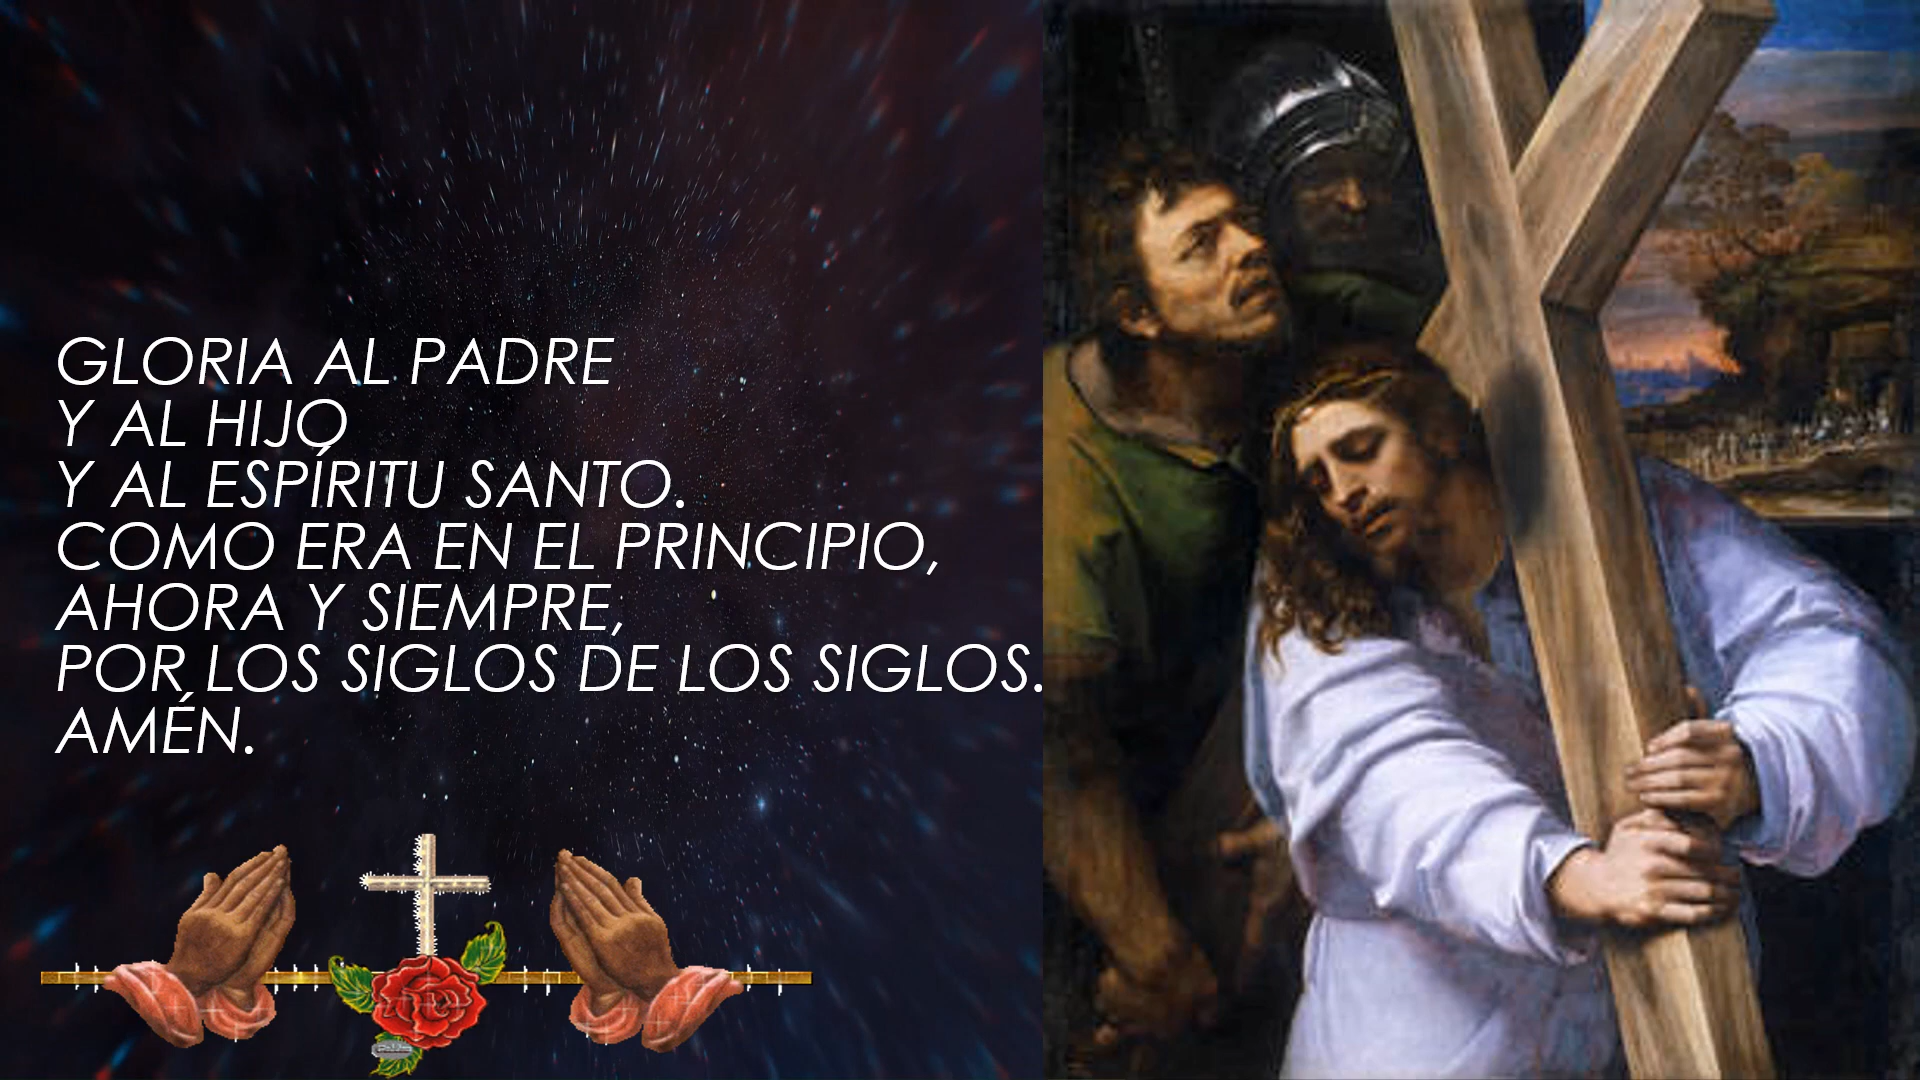 GLORIA AL PADRE
Y AL HIJO
Y AL ESPÍRITU SANTO.
COMO ERA EN EL PRINCIPIO,
AHORA Y SIEMPRE,
POR LOS SIGLOS DE LOS SIGLOS.
AMÉN.